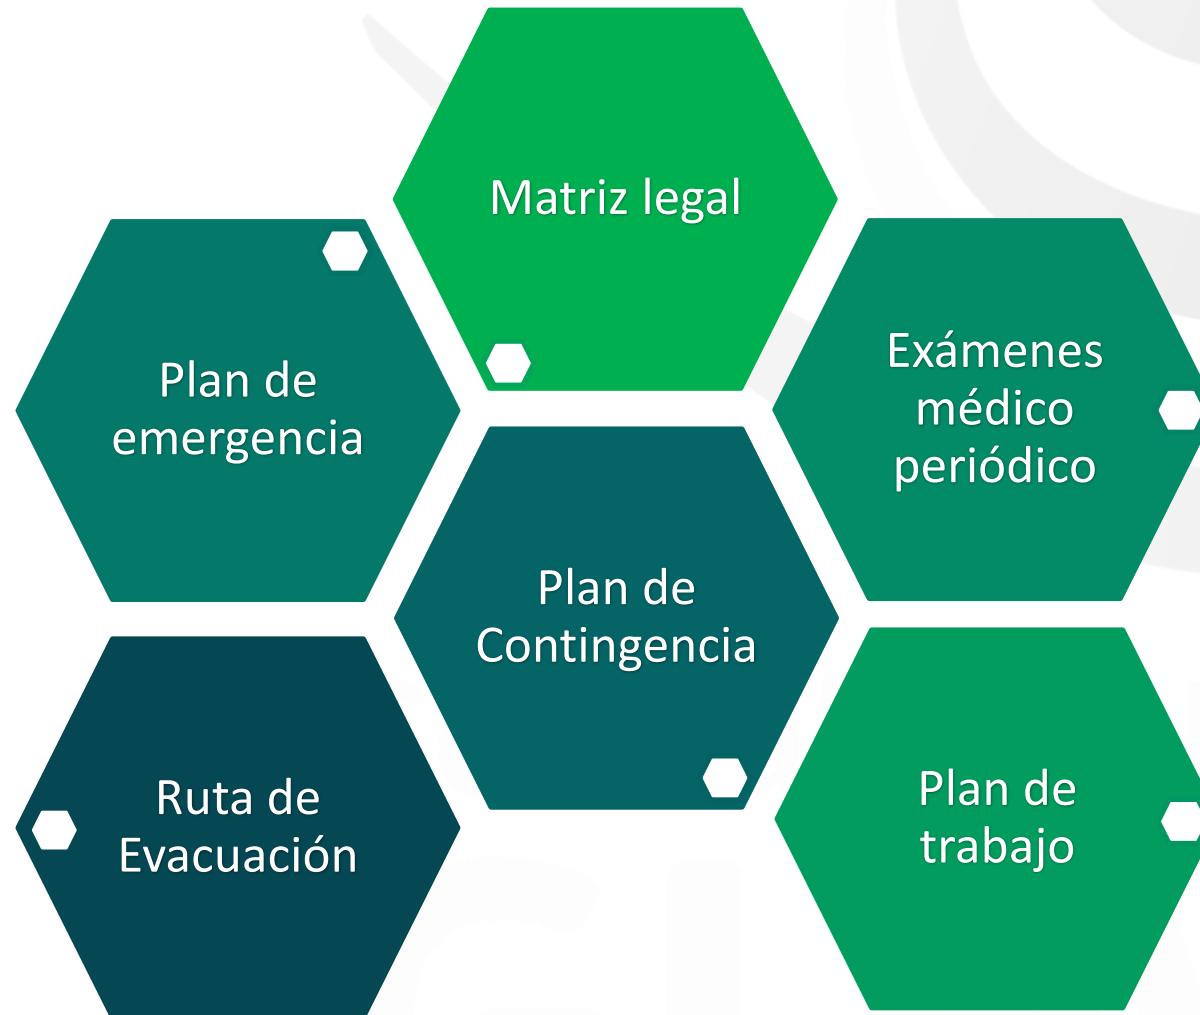 Matriz legal
Plan de
emergencia
Exámenes
médico
periódico
Plan de
Contingencia
Ruta de
Evacuación
Plan de
trabajo